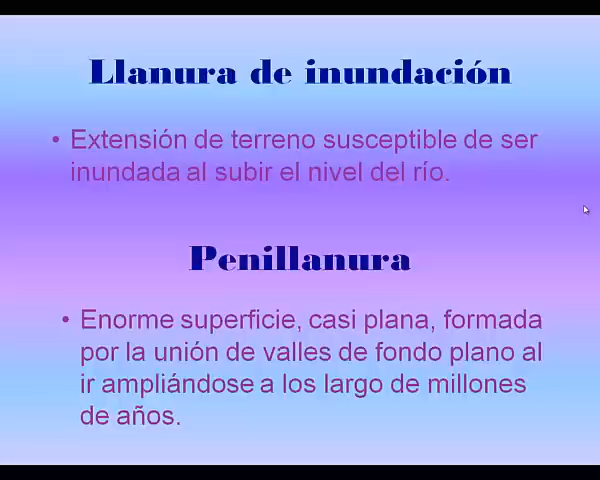 Llanura de inundación
• Extensión de terreno susceptible de ser
inundada al subir el nivel del río.
Penillanura
• Enorme superficie, casi plana, formada
por la unión de valles de fondo plano al
ir ampliándose a los largo de millones
de años.